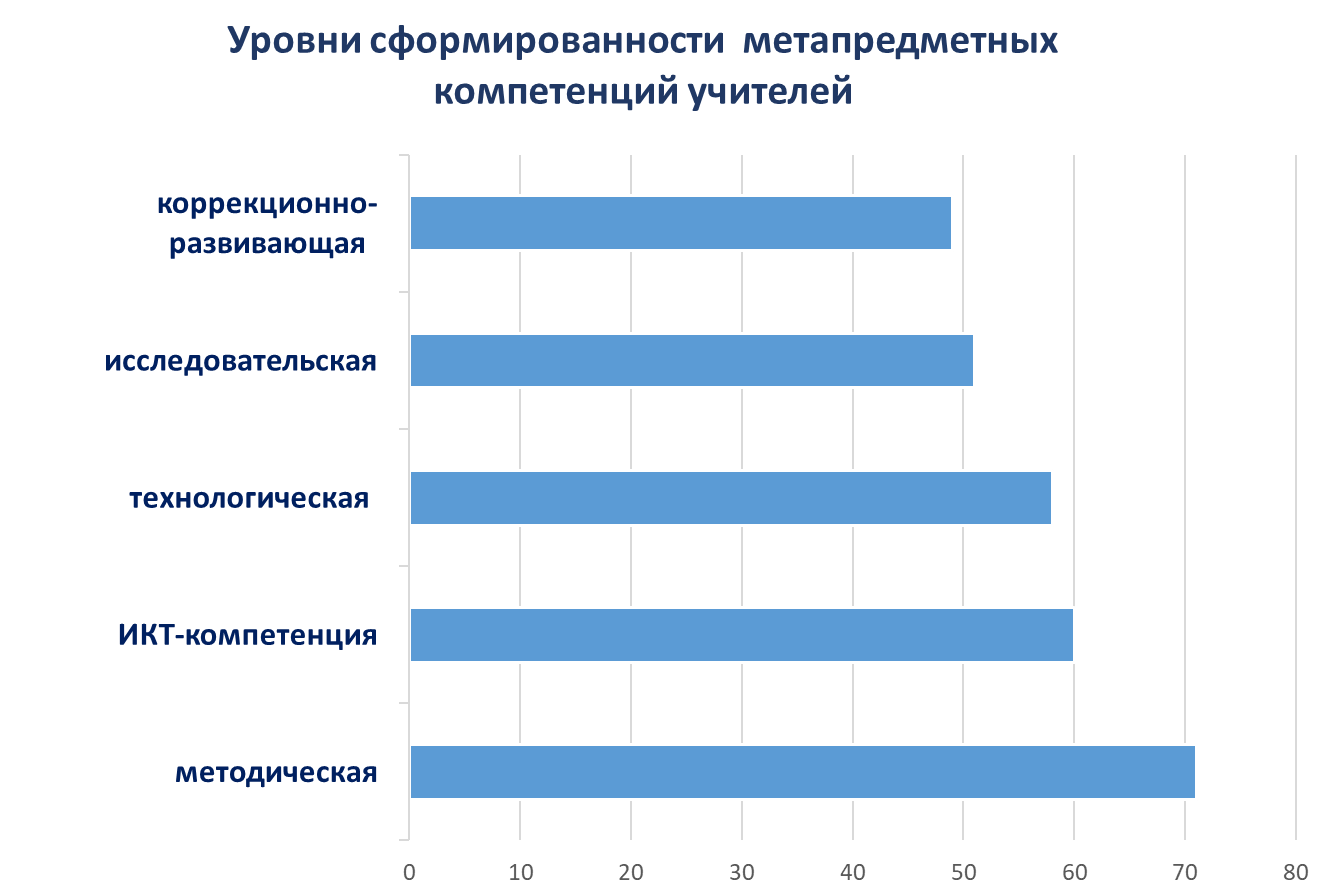 Уровни сформированности метапредметных
компетенций учителей
коррекционно-
развивающая
исследовательская
технологическая
ИКТ-компетенция
методическая
0 10 20 30 40 50 60 70 80